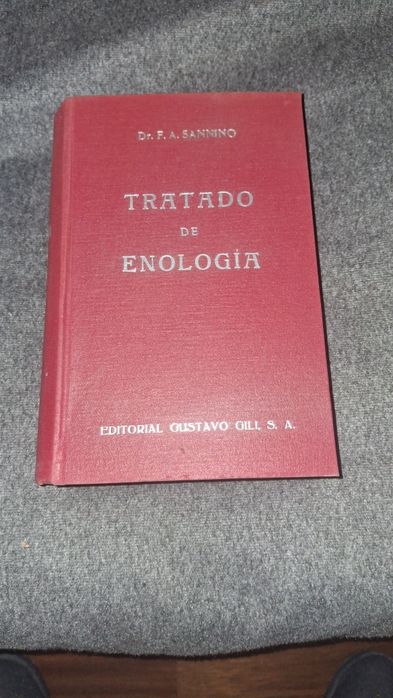 Dr. F. A. SANNINO
TRATADO
DE
ENOLOGÍA
EDITORIAL GUSTAVO GILI, S. A.